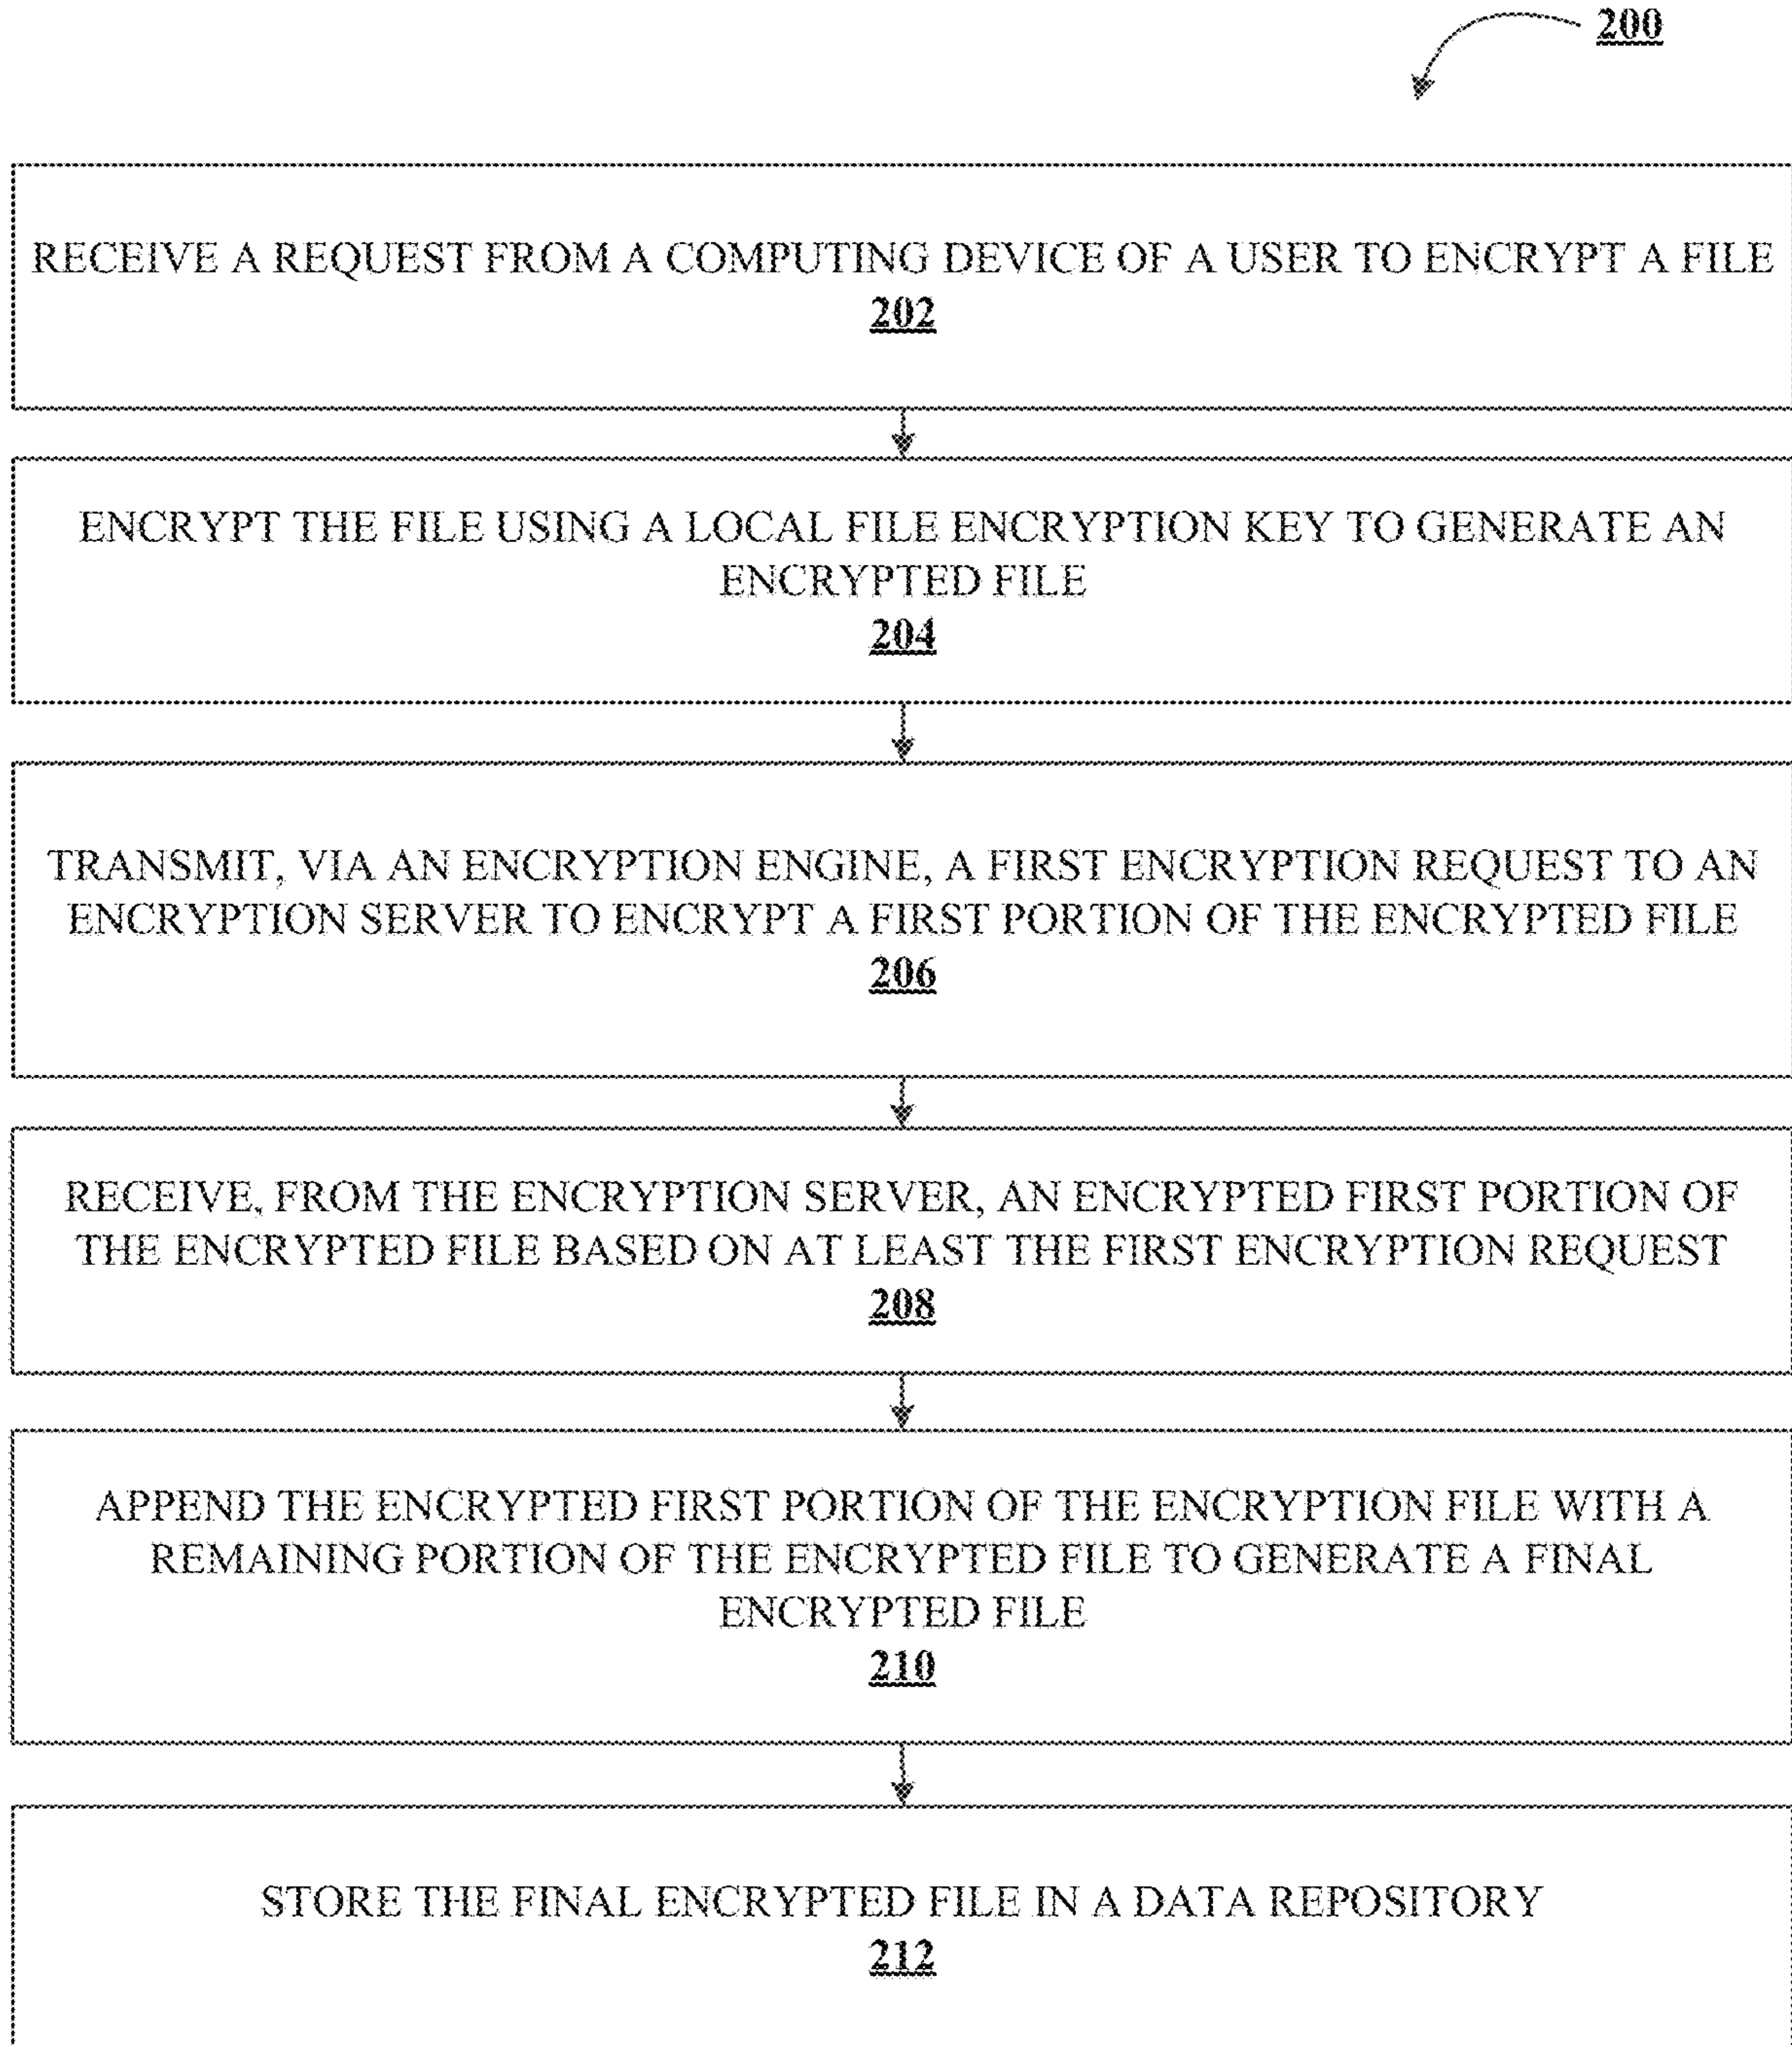 200
RECEIVE A REQUEST FROM A COMPUTING DEVICE OF A USER TO ENCRYPT A FILE
202
ENCRYPT THE FILE USING A LOCAL FILE ENCRYPTION KEY TO GENERATE AN
ENCRYPTED FILE
204
TRANSMIT, VIA AN ENCRYPTION ENGINE, A FIRST ENCRYPTION REQUEST TO AN
ENCRYPTION SERVER TO ENCRYPT A FIRST PORTION OF THE ENCRYPTED FILE
206
RECEIVE, FROM THE ENCRYPTION SERVER, AN ENCRYPTED FIRST PORTION OF
THE ENCRYPTED FILE BASED ON AT LEAST THE FIRST ENCRYPTION REQUEST
208
APPEND THE ENCRYPTED FIRST PORTION OF THE ENCRYPTION FILE WITH A
REMAINING PORTION OF THE ENCRYPTED FILE TO GENERATE A FINAL
ENCRYPTED FILE
210
STORE THE FINAL ENCRYPTED FILE IN A DATA REPOSITORY
212